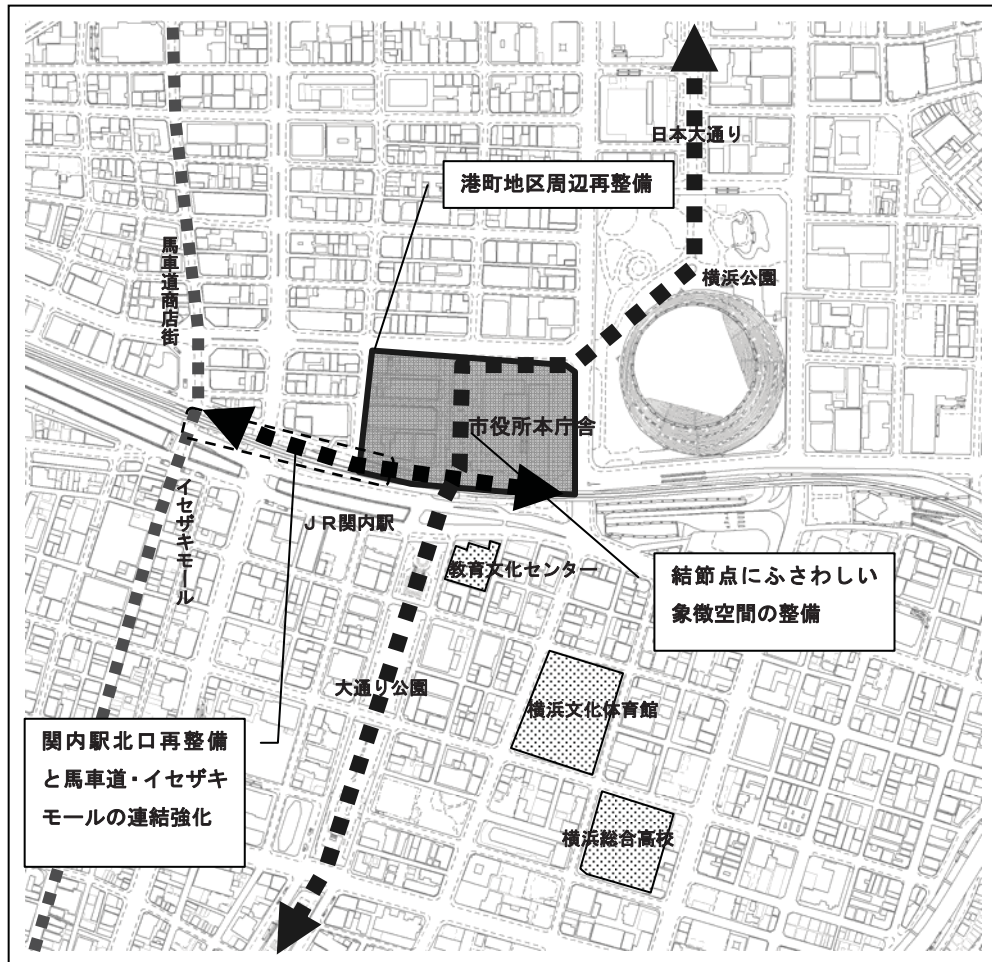 日本大通り
港町地区周辺再整備
馬車道商店街
横浜公園
市役所本庁舎
イセザキモール
ＪＲ関内駅
教育文化センター
結節点にふさわしい
象徴空間の整備
大通り公園
横浜文化体育館
関内駅北口再整備
と馬車道・イセザキ
モールの連結強化
横浜総合高校